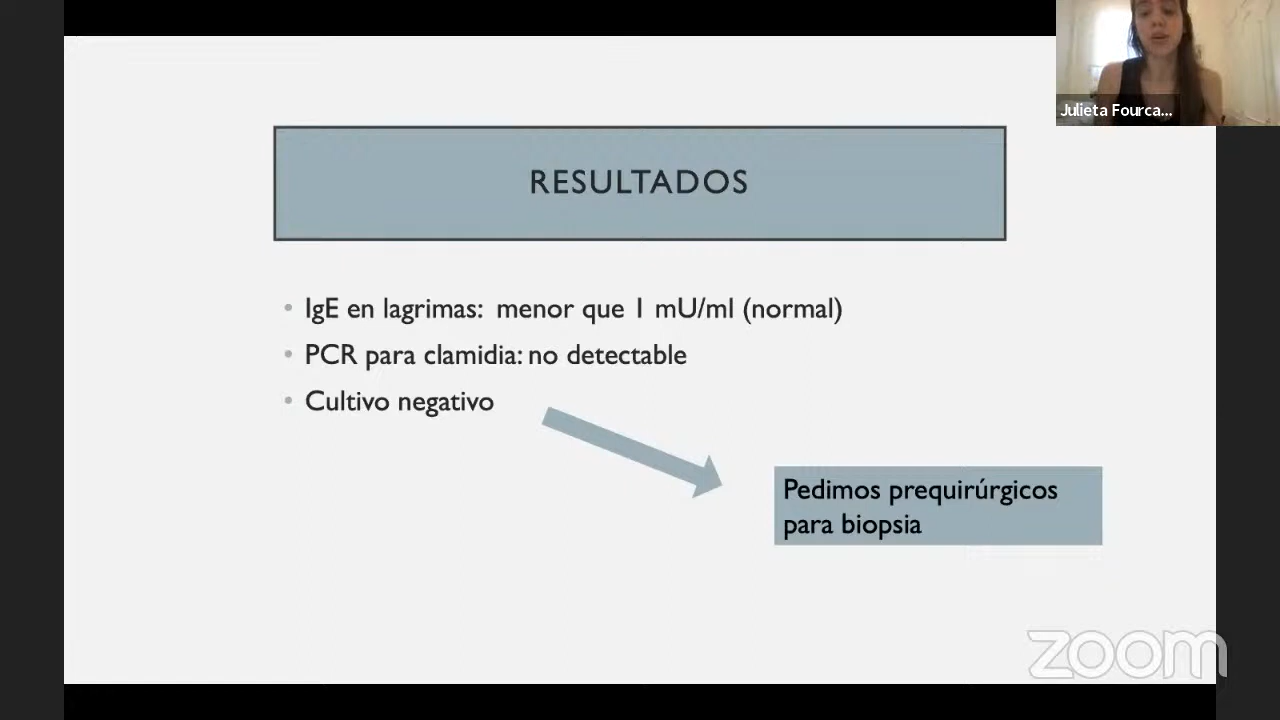 Julieta Fourca...
RESULTADOS
• IgE en lagrimas: menor que 1 mU/ml (normal)
• PCR para clamidia: no detectable
• Cultivo negativo
Pedimos prequirúrgicos
para biopsia
zoom